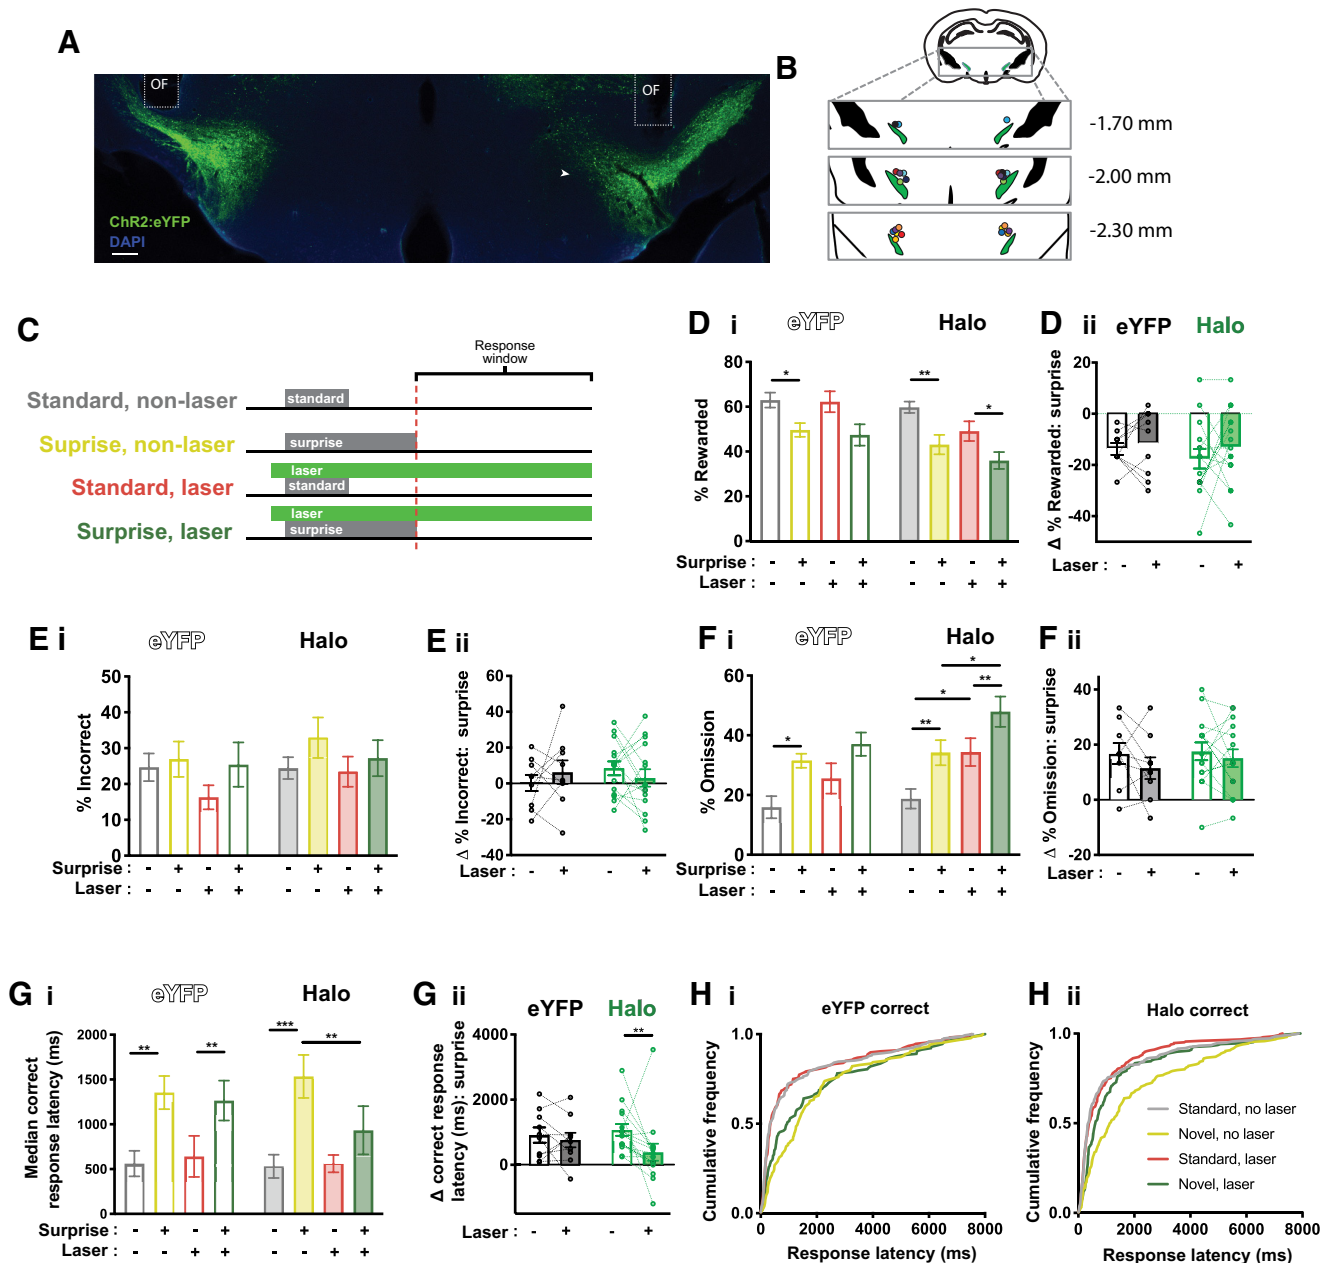 A
OF
OF
ChR2:eYFP
DAPI
B
-1.70 mm
-2.00 mm
-2.30 mm
C
Response
window
Standard, non-laser
standard
Suprise, non-laser
surprise
laser
Standard, laser
standard
laser
Surprise, laser
surprise
D i
eYFP
Halo
% Rewarded
80
60
40
20
0
*
**
*
Surprise : - + - + - + - +
Laser : - - + + - - + +
D ii
eYFP
Halo
Δ % Rewarded: surprise
20
0
-20
-40
Laser : - + - +
E i
eYFP
Halo
% Incorrect
50
40
30
20
10
0
Surprise : - + - + - + - +
Laser : - - + + - - + +
E ii
Δ % Incorrect: surprise
60
40
20
0
-20
-40
Laser : - + - +
F i
eYFP
Halo
% Omission
60
40
20
0
*
**
*
*
**
Surprise : - + - + - + - +
Laser : - - + + - - + +
F ii
Δ % Omission: surprise
40
20
0
-20
Laser : - + - +
G i
eYFP
Halo
Median correct
response latency (ms)
2000
1500
1000
500
0
**
**
***
**
Surprise : - + - + - + - +
Laser : - - + + - - + +
G ii
eYFP
Halo
Δ correct response
latency (ms): surprise
4000
2000
0
**
Laser : - + - +
H i
eYFP correct
Cumulative frequency
1.0
0.5
0.0
0 2000 4000 6000 8000
Response latency (ms)
H ii
Halo correct
Cumulative frequency
1.0
0.5
0.0
Standard, no laser
Novel, no laser
Standard, laser
Novel, laser
0 2000 4000 6000 8000
Response latency (ms)